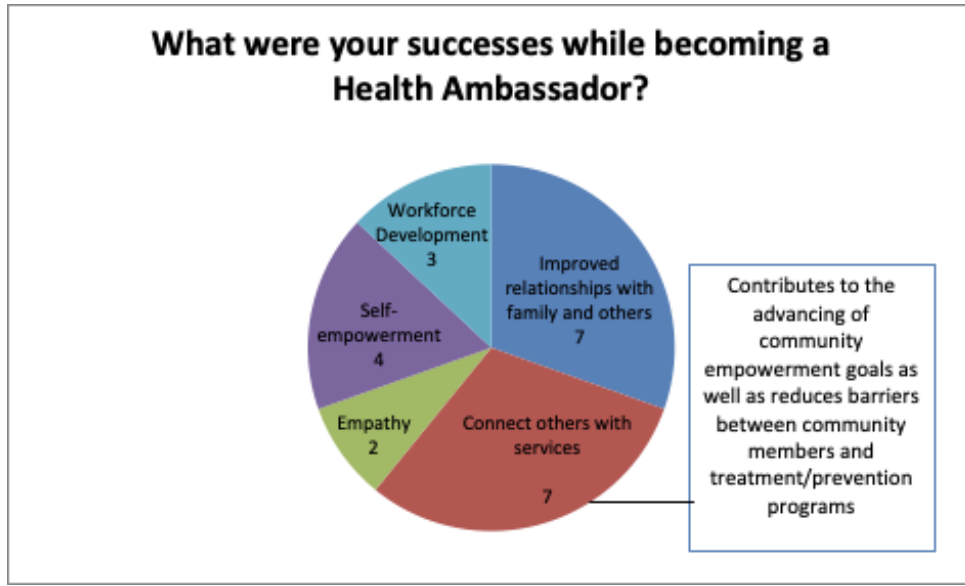 What were your successes while becoming a
Health Ambassador?
Workforce
Development
3
Improved
relationships with
family and others
7
Self-
empowerment
4
Empathy
2
Connect others with
services
7
Contributes to the
advancing of
community
empowerment goals as
well as reduces barriers
between community
members and
treatment/prevention
programs